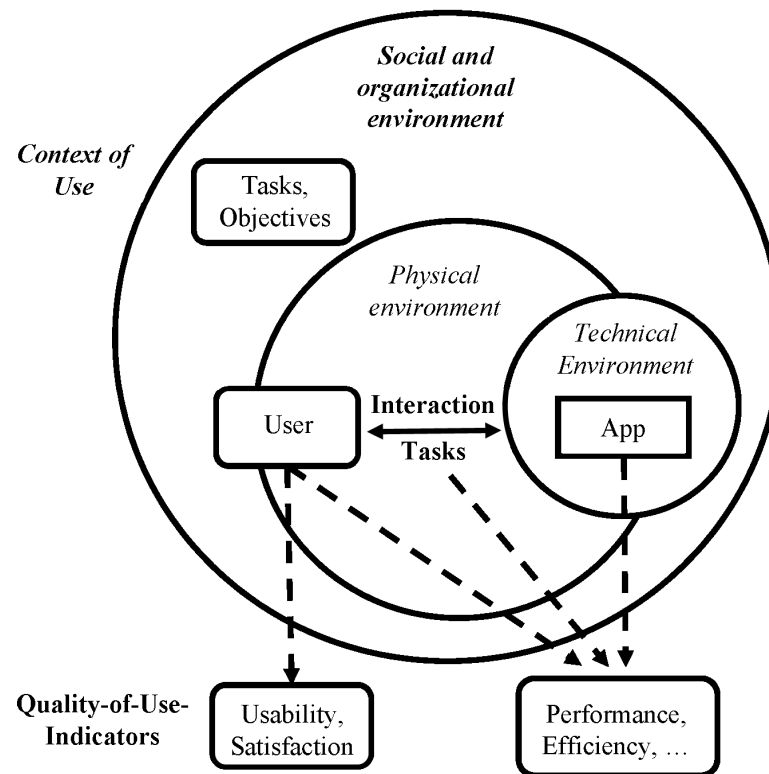 Social and
organizational
environment
Context of
Use
Tasks,
Objectives
Physical
environment
Technical
Environment
Interaction
User
App
Tasks
Quality-of-Use-
Indicators
Usability,
Satisfaction
Performance,
Efficiency, …